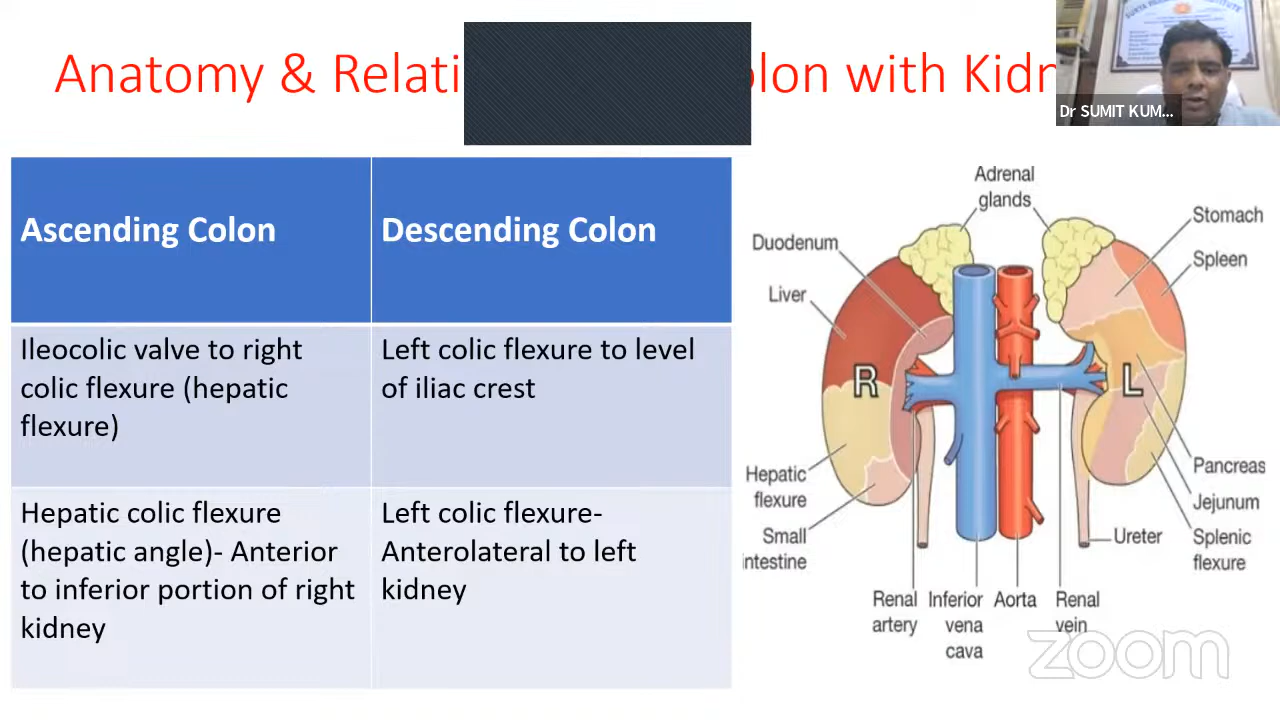 Anatomy & Relati olon with Kidn
Dr SUMIT KUM...
Ascending Colon
Descending Colon
Ileocolic valve to right
colic flexure (hepatic
flexure)
Left colic flexure to level
of iliac crest
Hepatic colic flexure
(hepatic angle)- Anterior
to inferior portion of right
kidney
Left colic flexure-
Anterolateral to left
kidney
Adrenal
glands
Duodenum
Liver
Stomach
Spleen
R
L
Hepatic
flexure
Small
intestine
Pancreas
Jejunum
Splenic
flexure
Ureter
Renal
artery
Inferior
vena
cava
Aorta
Renal
vein
zoom